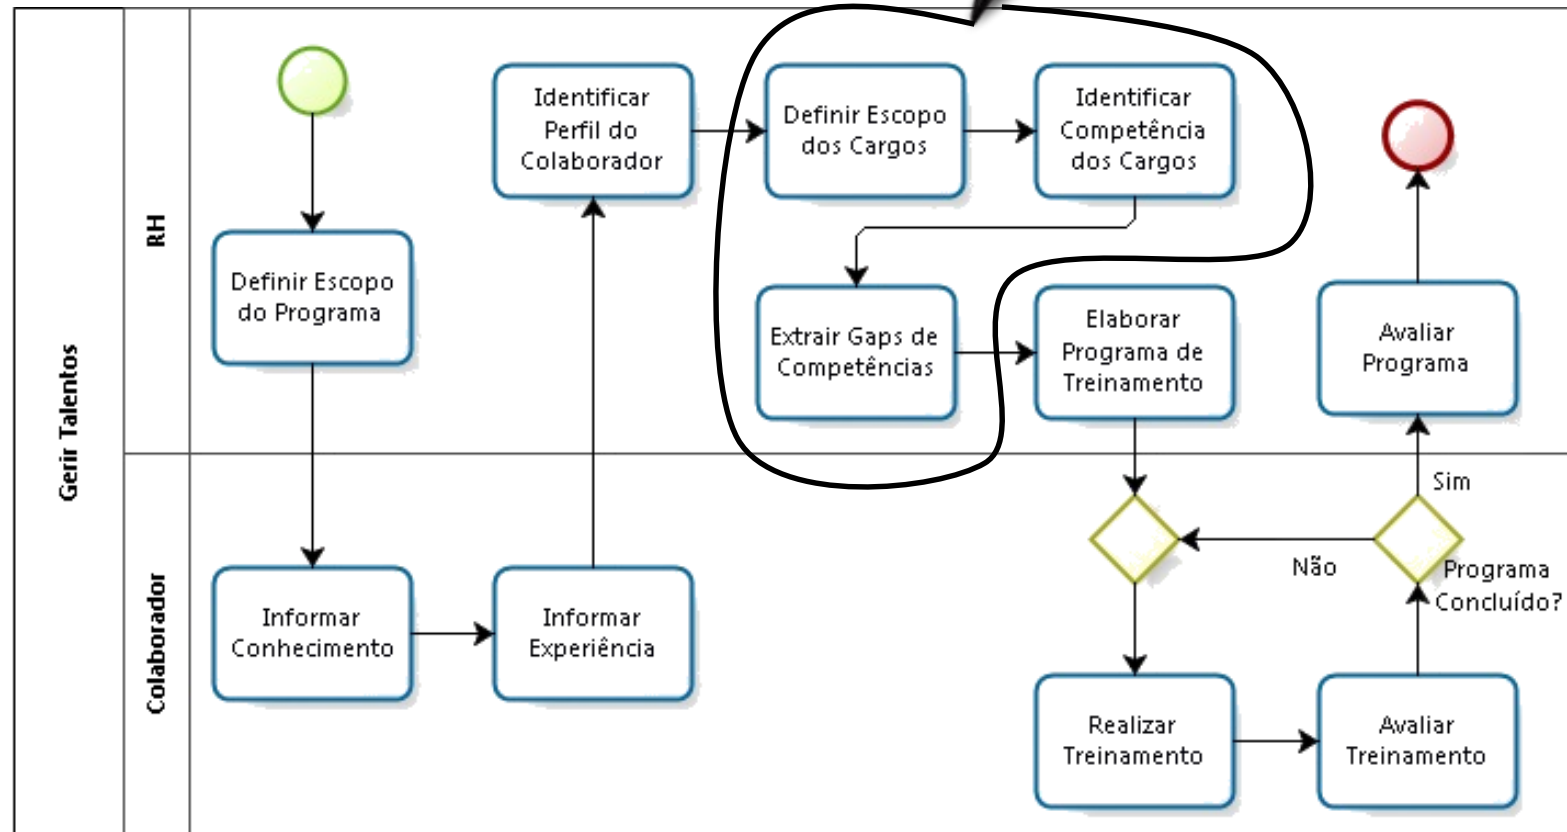 Gerir Talentos
RH
Definir Escopo
do Programa
Identificar
Perfil do
Colaborador
Definir Escopo
dos Cargos
Identificar
Competência
dos Cargos
Extrair Gaps de
Competências
Elaborar
Programa de
Treinamento
Avaliar
Programa
Colaborador
Informar
Conhecimento
Informar
Experiência
Sim
Não
Programa
Concluído?
Realizar
Treinamento
Avaliar
Treinamento